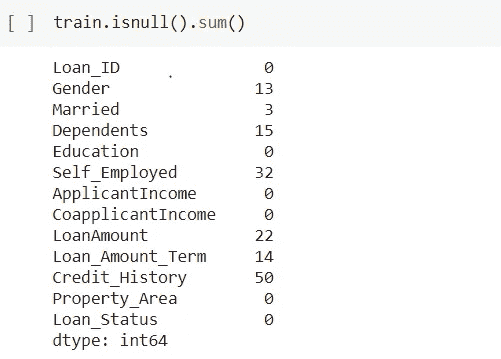 [ ] train.isnull().sum()
Loan_ID 0
Gender 13
Married 3
Dependents 15
Education 0
Self_Employed 32
ApplicantIncome 0
CoapplicantIncome 0
LoanAmount 22
Loan_Amount_Term 14
Credit_History 50
Property_Area 0
Loan_Status 0
dtype: int64